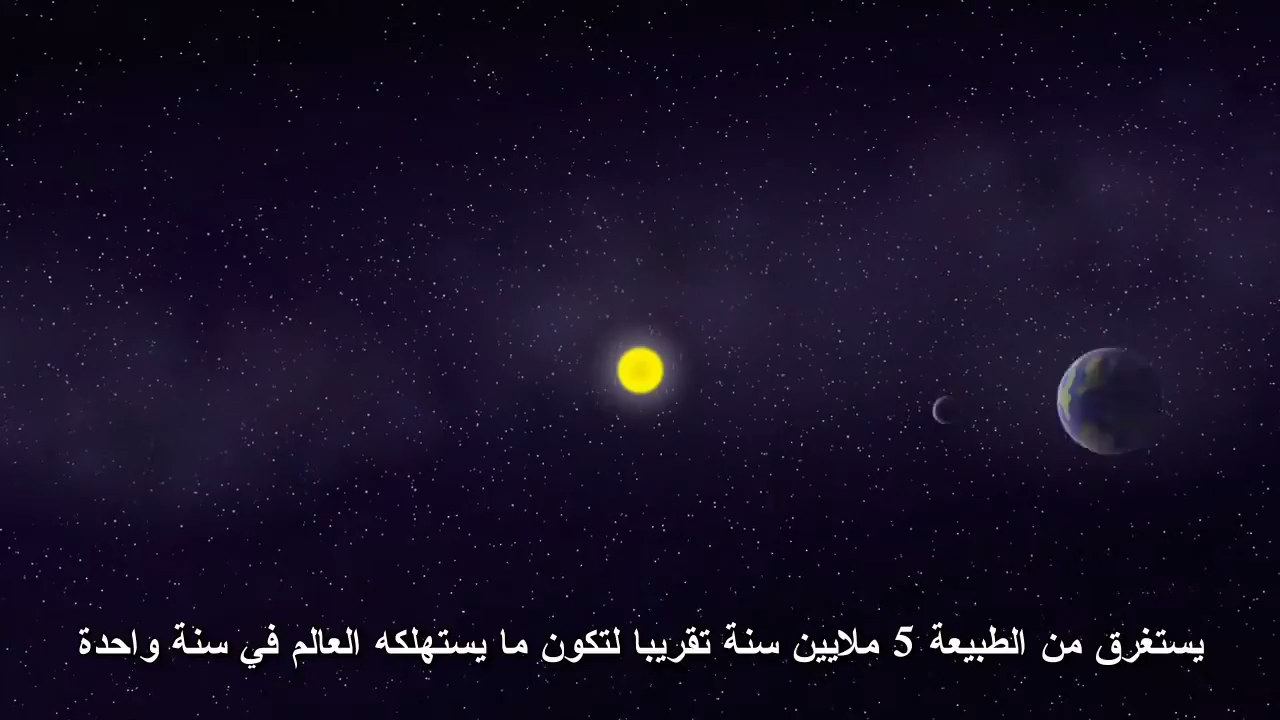 يستغرق من الطبيعة 5 ملايين سنة تقريبا لتكون ما يستهلكه العالم في سنة واحدة